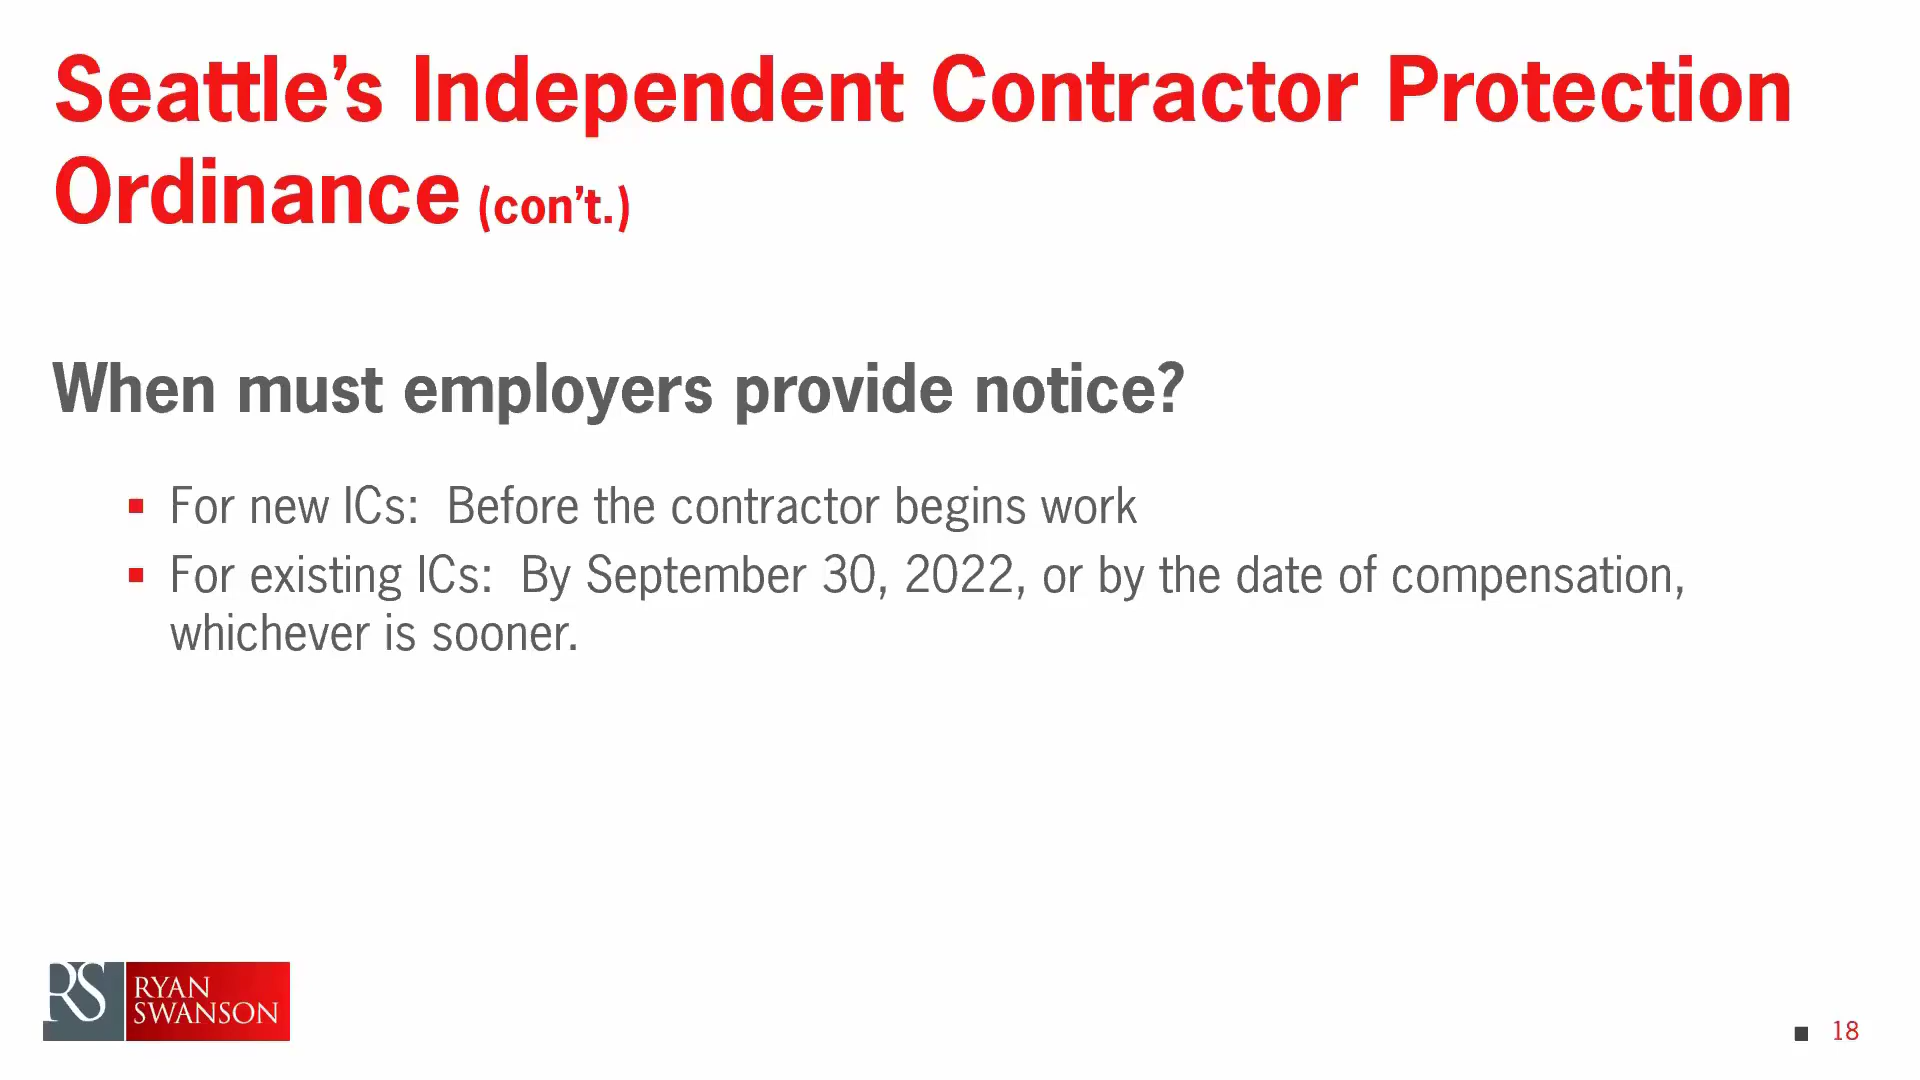 Seattle’s Independent Contractor Protection
Ordinance (con’t.)
When must employers provide notice?
▪ For new ICs:  Before the contractor begins work
▪ For existing ICs:  By September 30, 2022, or by the date of compensation,
whichever is sooner.
RS
RYAN
SWANSON
▪ 18